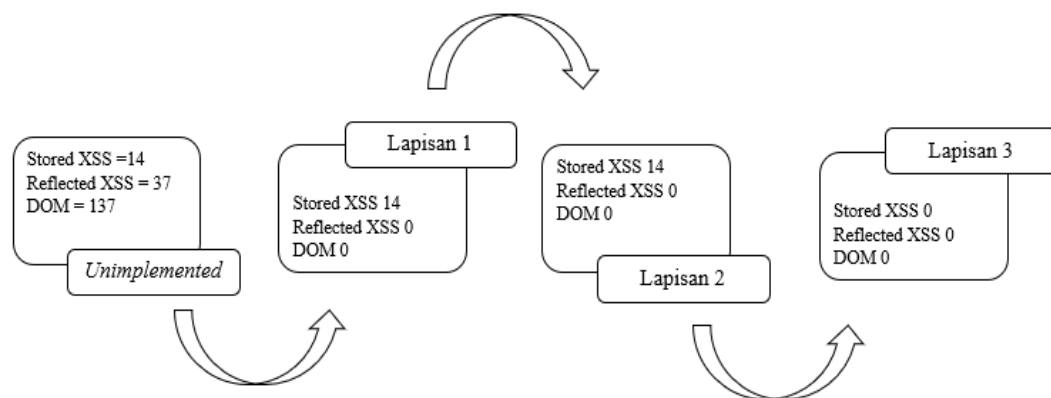 Stored XSS =14
Reflected XSS = 37
DOM = 137
Unimplemented
Lapisan 1
Stored XSS 14
Reflected XSS 0
DOM 0
Stored XSS 14
Reflected XSS 0
DOM 0
Lapisan 2
Lapisan 3
Stored XSS 0
Reflected XSS 0
DOM 0